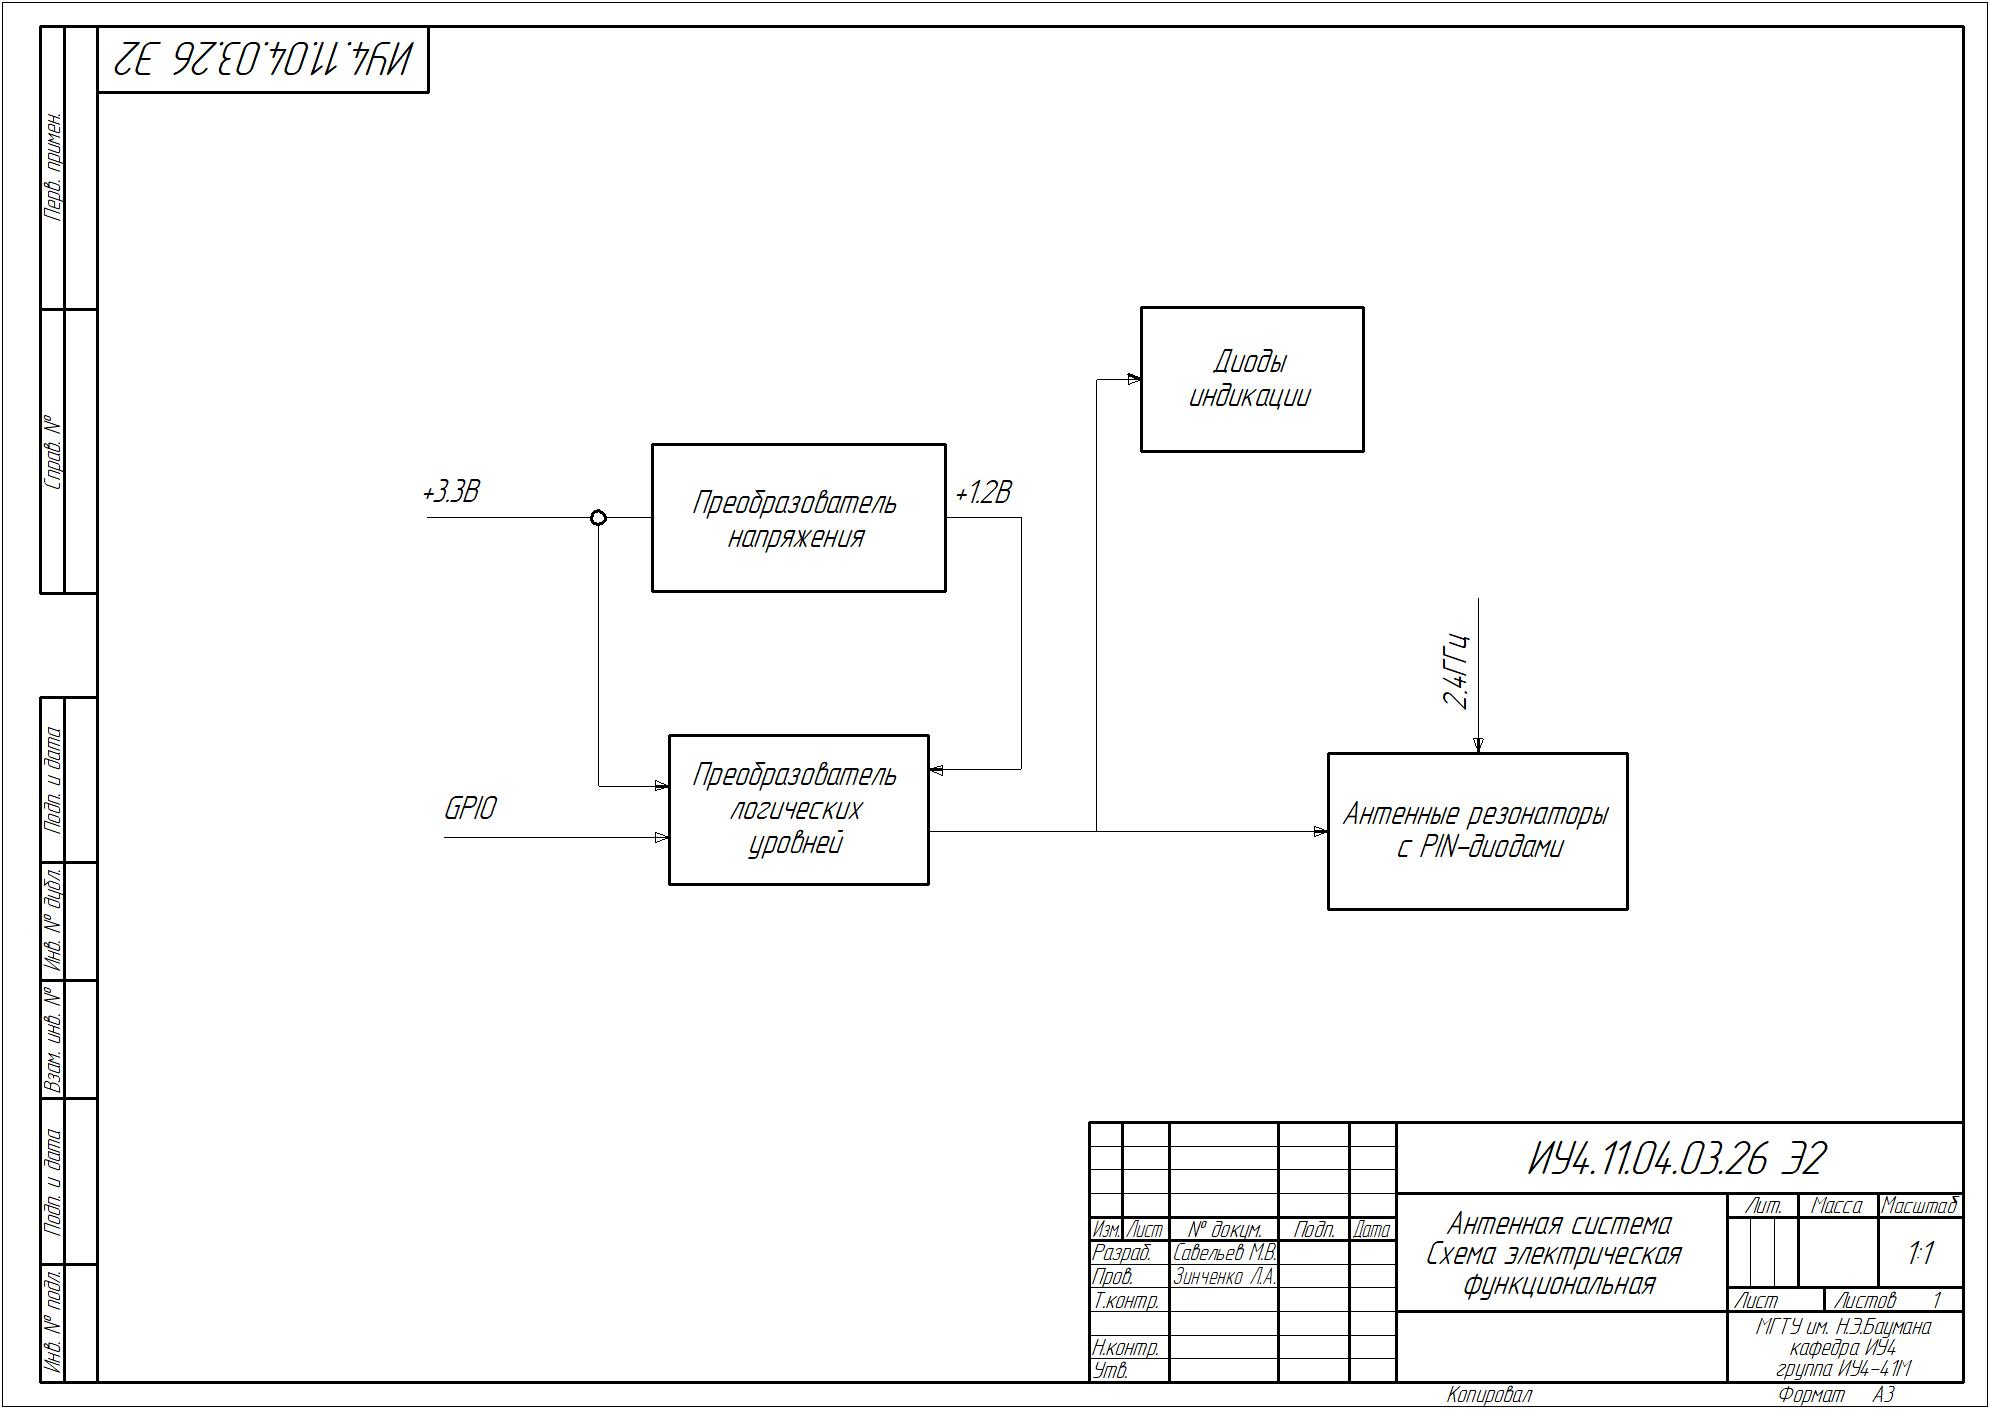 ИУ4.11.04.03.26 Э2
Перв. примен.
Справ. №
Подп. и дата
Инв. № дубл.
Взам. инв. №
Подп. и дата
Инв. № подл.
Диоды
индикации
+3.3В
Преобразователь
напряжения
+1.2В
2.4ГГц
GPIO
Преобразователь
логических
уровней
Антенные резонаторы
с PIN-диодами
ИУ4.11.04.03.26 Э2
Изм. Лист № докум. Подп. Дата
Разраб. Савельев М.В.
Пров. Зинченко Л.А.
Т.контр.
Н.контр.
Утв.
Антенная система
Схема электрическая
функциональная
Лит. Масса Масштаб
1:1
Лист Листов 1
МГТУ им. Н.Э.Баумана
кафедра ИУ4
группа ИУ4-41М
Копировал Формат А3